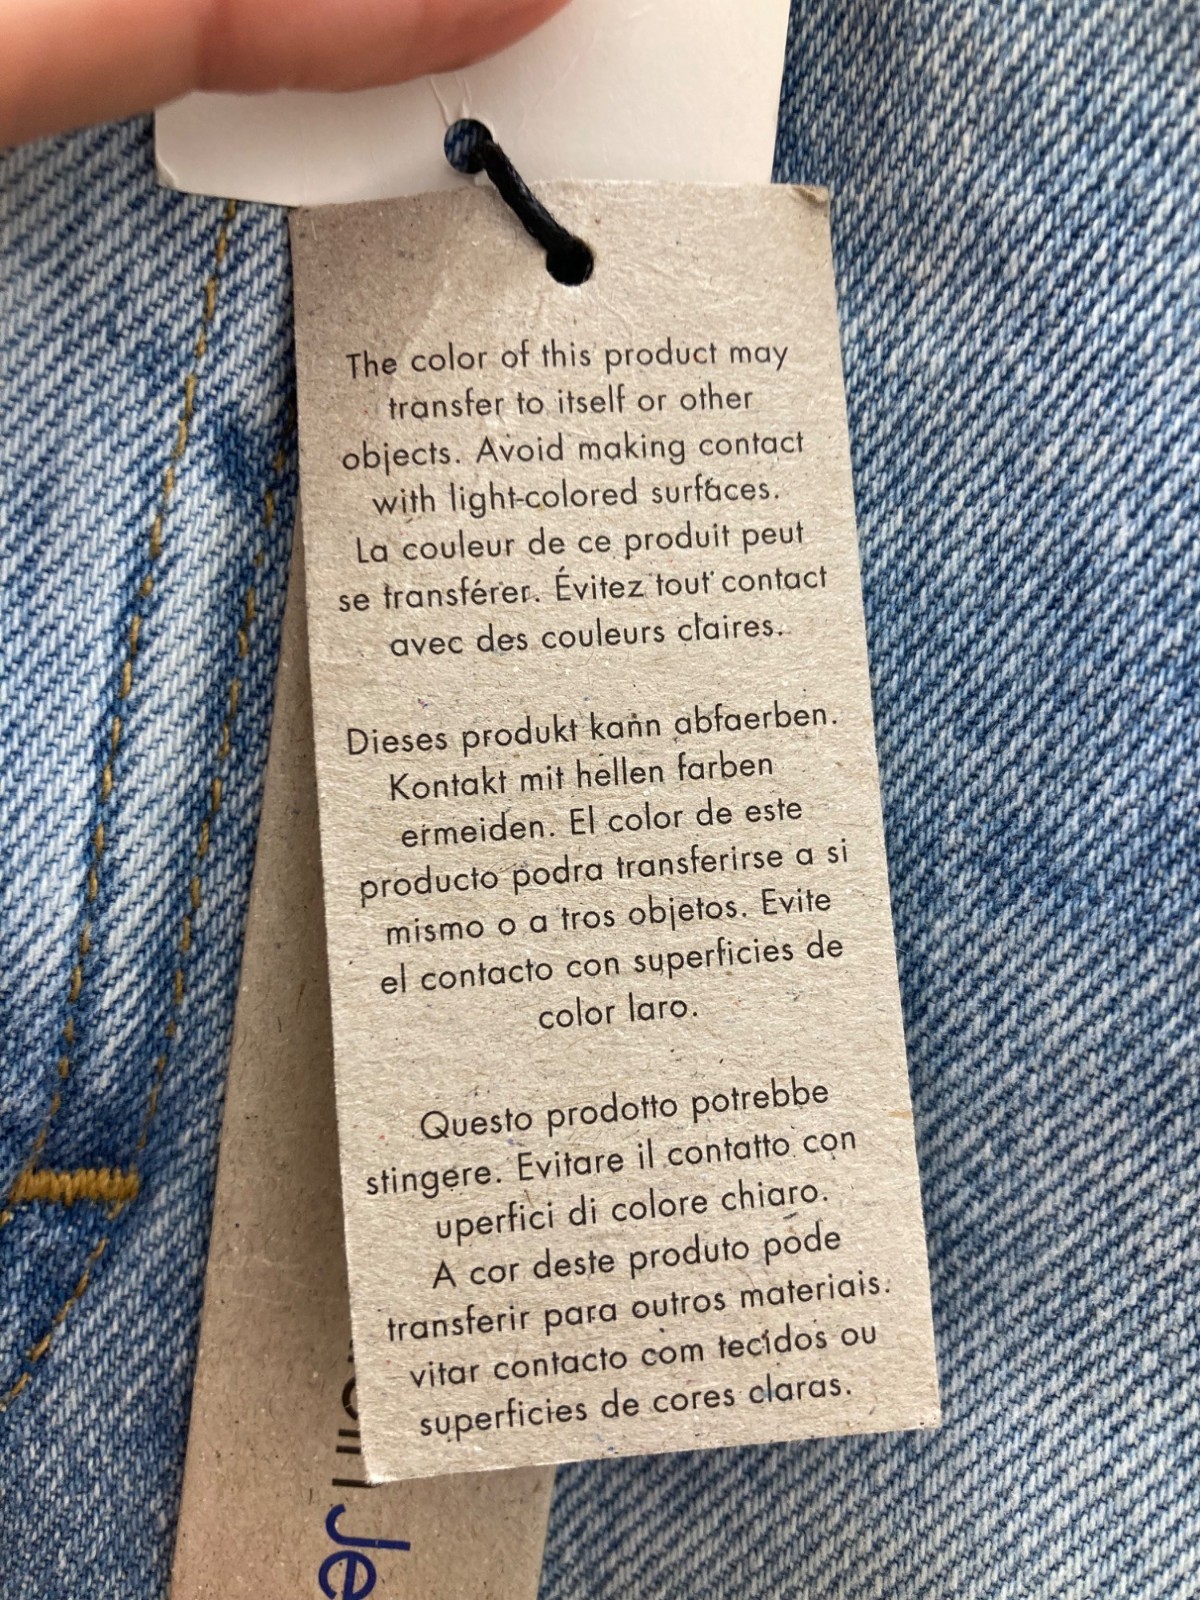 The color of this product may
transfer to itself or other
objects. Avoid making contact
with light-colored surfaces.
La couleur de ce produit peut
se transférer. Évitez tout contact
avec des couleurs claires.
Dieses produkt kann abfaerben.
Kontakt mit hellen farben
ermeiden. El color de este
producto podra transferirse a si
mismo o a tros objetos. Evite
el contacto con superficies de
color laro.
Questo prodotto potrebbe
stingere. Evitare il contatto con
uperfici di colore chiaro.
A cor deste produto pode
transferir para outros materiais.
vitar contacto com tecidos ou
superficies de cores claras.
Je